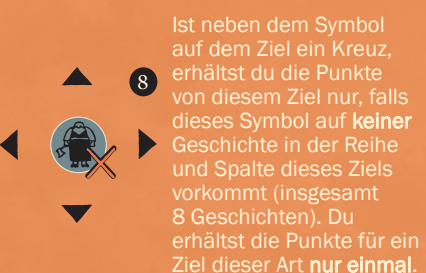 8
Ist neben dem Symbol
auf dem Ziel ein Kreuz,
erhältst du die Punkte
von diesem Ziel nur, falls
dieses Symbol auf keiner
Geschichte in der Reihe
und Spalte dieses Ziels
vorkommt (insgesamt
8 Geschichten). Du
erhältst die Punkte für ein
Ziel dieser Art nur einmal.